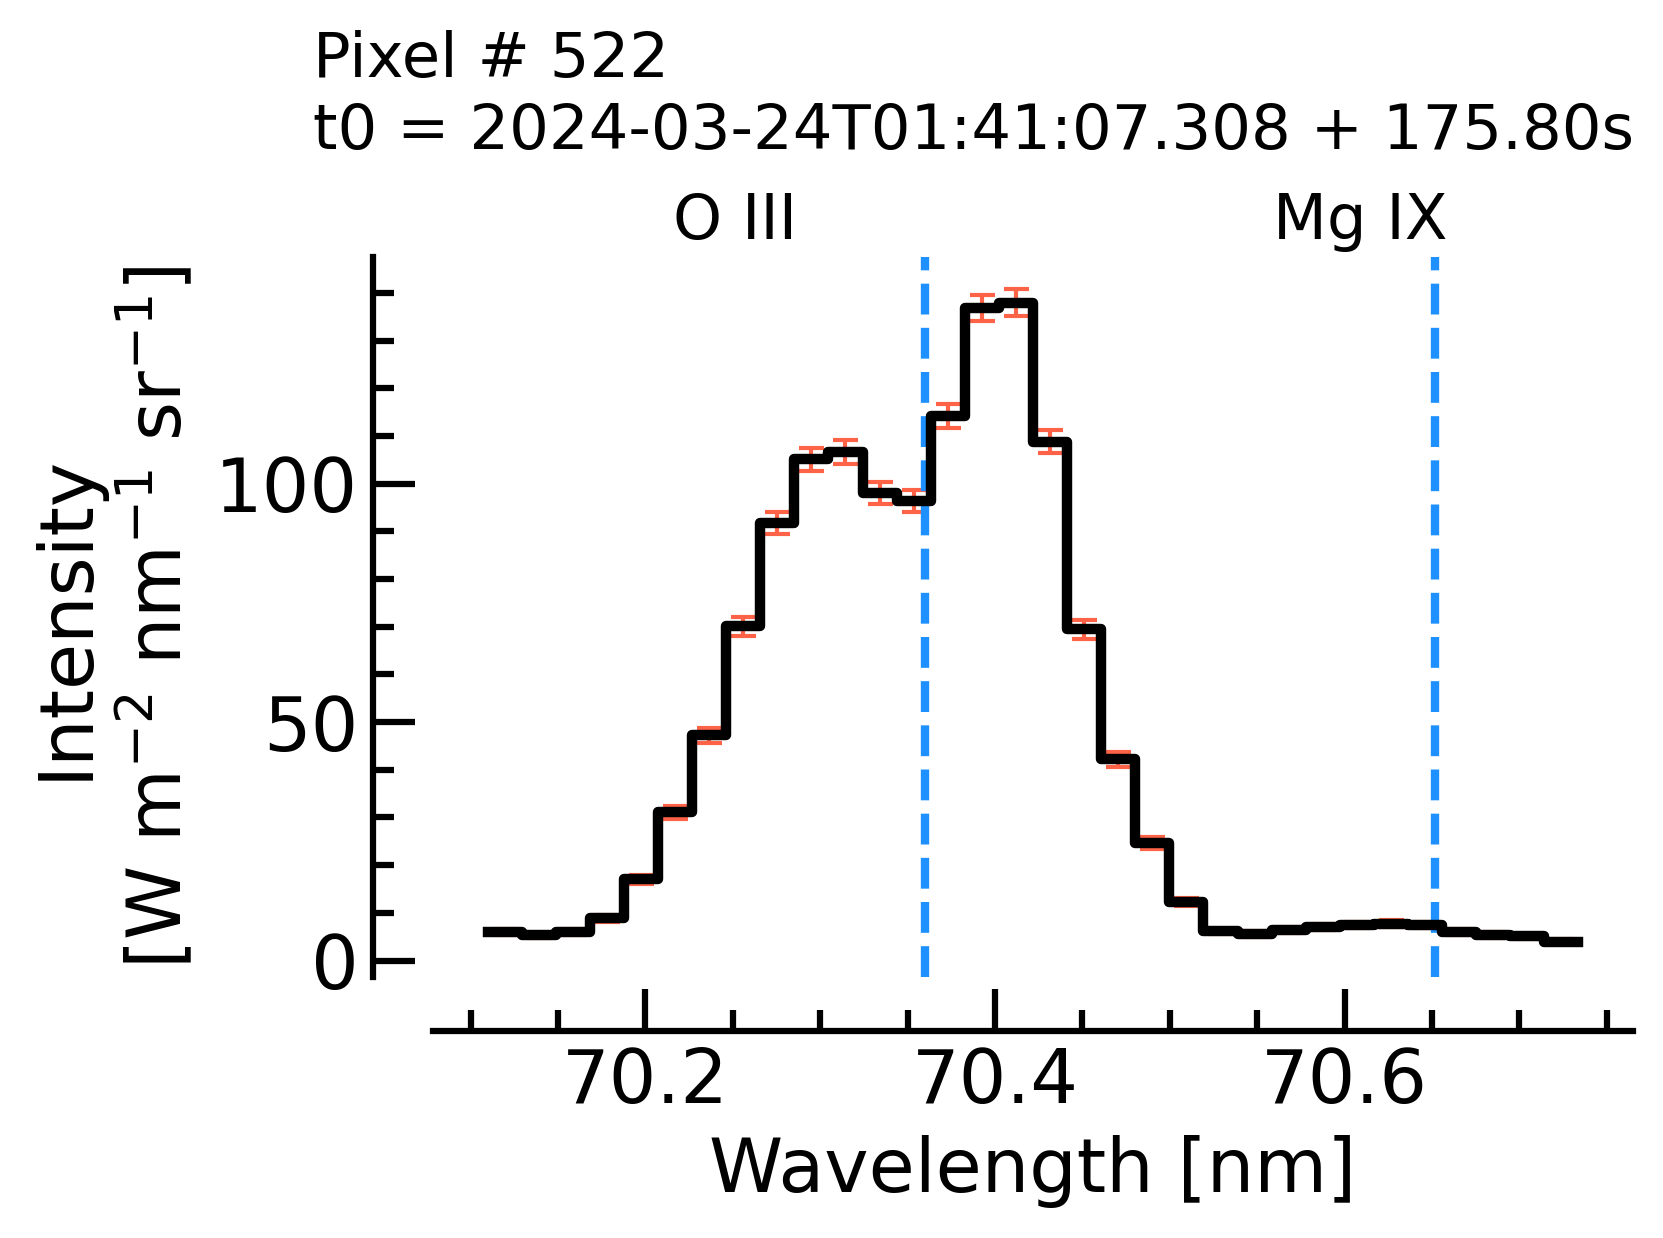 Pixel # 522
t0 = 2024-03-24T01:41:07.308 + 175.80s
O III
Mg IX
Intensity
[W m⁻² nm⁻¹ sr⁻¹]
100
50
0
70.2
70.4
70.6
Wavelength [nm]